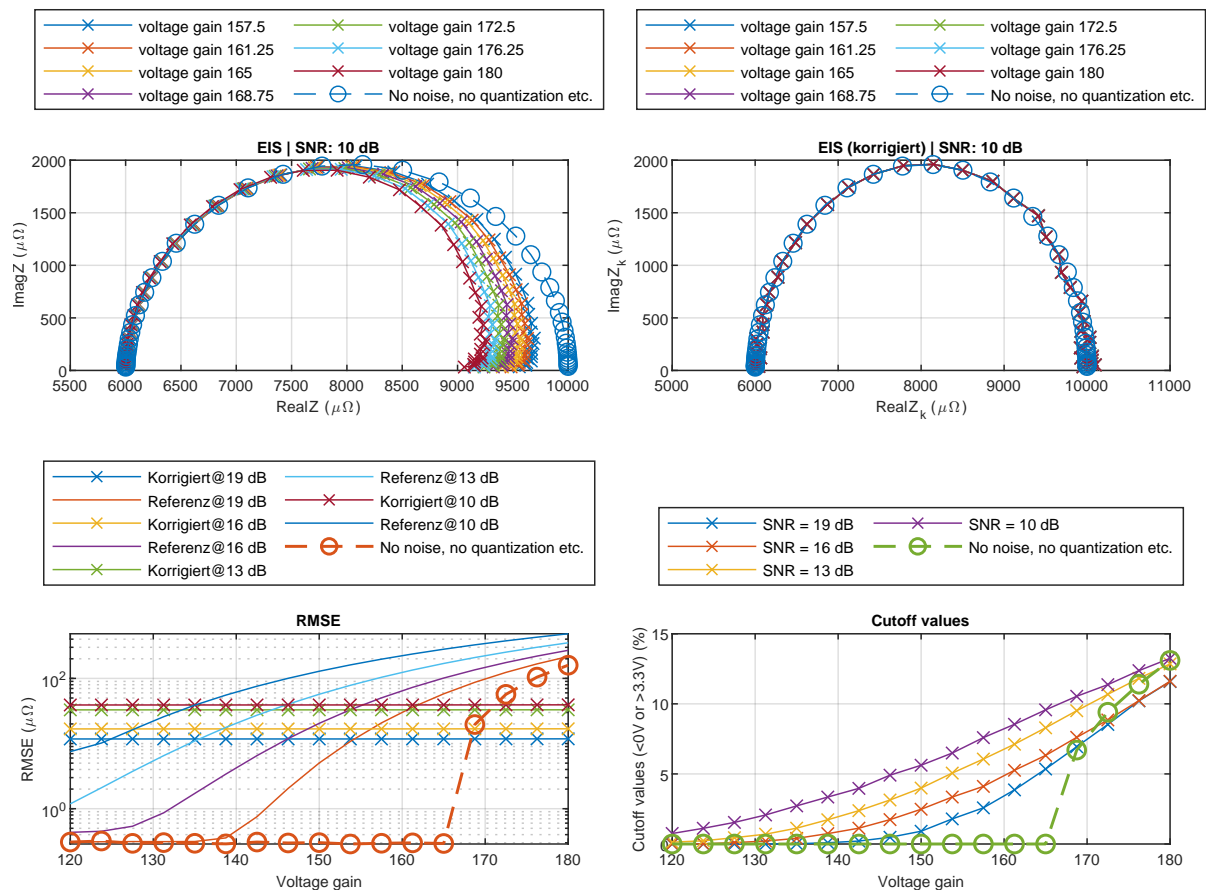 voltage gain 157.5
voltage gain 161.25
voltage gain 165
voltage gain 168.75
voltage gain 172.5
voltage gain 176.25
voltage gain 180
No noise, no quantization etc.
EIS | SNR: 10 dB
2000
1500
1000
500
0
ImagZ (μΩ)
5500 6000 6500 7000 7500 8000 8500 9000 9500 10000
RealZ (μΩ)
voltage gain 157.5
voltage gain 161.25
voltage gain 165
voltage gain 168.75
voltage gain 172.5
voltage gain 176.25
voltage gain 180
No noise, no quantization etc.
EIS (korrigiert) | SNR: 10 dB
2000
1500
1000
500
0
ImagZ_k (μΩ)
5000 6000 7000 8000 9000 10000 11000
RealZ_k (μΩ)
Korrigiert@19 dB
Referenz@19 dB
Korrigiert@16 dB
Referenz@16 dB
Korrigiert@13 dB
Referenz@13 dB
Korrigiert@10 dB
Referenz@10 dB
No noise, no quantization etc.
RMSE
10^2
10^0
RMSE (μΩ)
120 130 140 150 160 170 180
Voltage gain
SNR = 19 dB
SNR = 16 dB
SNR = 13 dB
SNR = 10 dB
No noise, no quantization etc.
Cutoff values
15
10
5
0
Cutoff values (<0V or >3.3V) (%)
120 130 140 150 160 170 180
Voltage gain